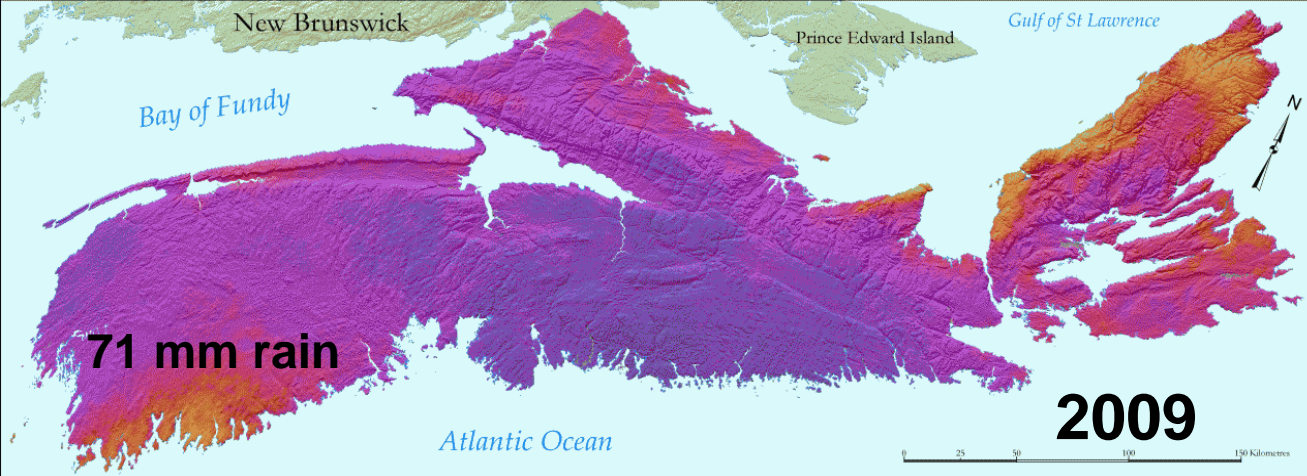 New Brunswick
Prince Edward Island
Gulf of St Lawrence
Bay of Fundy
N
71 mm rain
2009
Atlantic Ocean
0 25 50 100 150 Kilometres